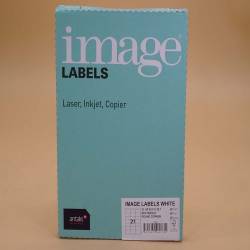 image®
LABELS
Laser, Inkjet, Copier
antalis
IMAGE LABELS WHITE
21